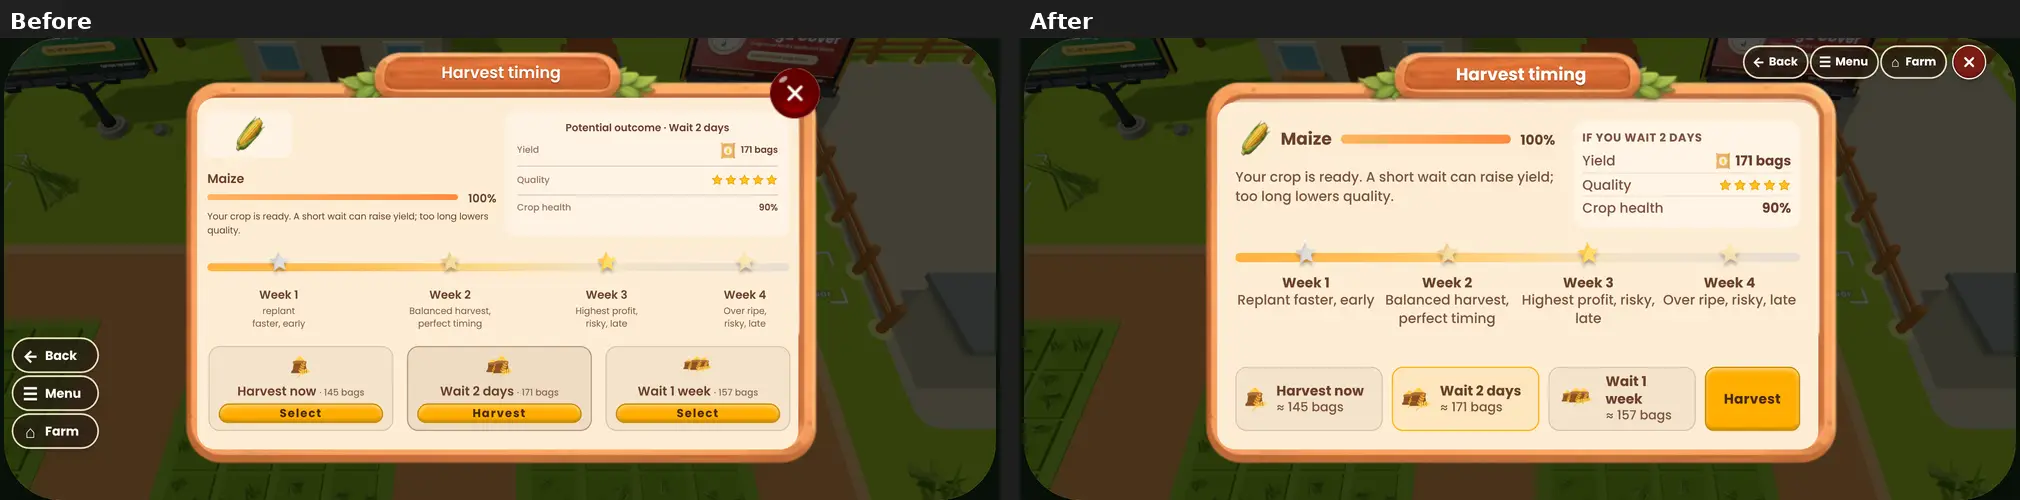 Before
Harvest timing
Potential outcome · Wait 2 days
Yield 171 bags
Quality
Crop health 90%
Maize
100%
Your crop is ready. A short wait can raise yield; too long lowers
quality.
Week 1
replant
faster, early
Week 2
Balanced harvest,
perfect timing
Week 3
Highest profit,
risky, late
Week 4
Over ripe,
risky, late
Harvest now · 145 bags
Select
Wait 2 days · 171 bags
Harvest
Wait 1 week · 157 bags
Select
Back
Menu
Farm
After
Back
Menu
Farm
Harvest timing
Maize 100%
Your crop is ready. A short wait can raise yield;
too long lowers quality.
IF YOU WAIT 2 DAYS
Yield 171 bags
Quality
Crop health 90%
Week 1
Replant faster, early
Week 2
Balanced harvest,
perfect timing
Week 3
Highest profit, risky,
late
Week 4
Over ripe, risky, late
Harvest now
≈ 145 bags
Wait 2 days
≈ 171 bags
Wait 1
week
≈ 157 bags
Harvest